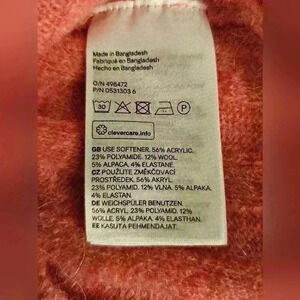 Made in Bangladesh
Fabriqué en Bangladesh
Hecho en Bangladesh
O/N 498472
P/N 0531303 6
30
P
clevercare.info
GB USE SOFTENER. 56% ACRYLIC.
23% POLYAMIDE. 12% WOOL.
5% ALPACA. 4% ELASTANE.
CZ POUŽIJTE ZMĚKČOVACÍ
PROSTŘEDEK. 56% AKRYL.
23% POLYAMID. 12% VLNA. 5% ALPAKA.
4% ELASTAN.
DE WEICHSPÜLER BENUTZEN.
56% ACRYL. 23% POLYAMID. 12%
WOLLE. 5% ALPAKA. 4% ELASTHAN.
EE KASUTA PEHMENDAJAT.